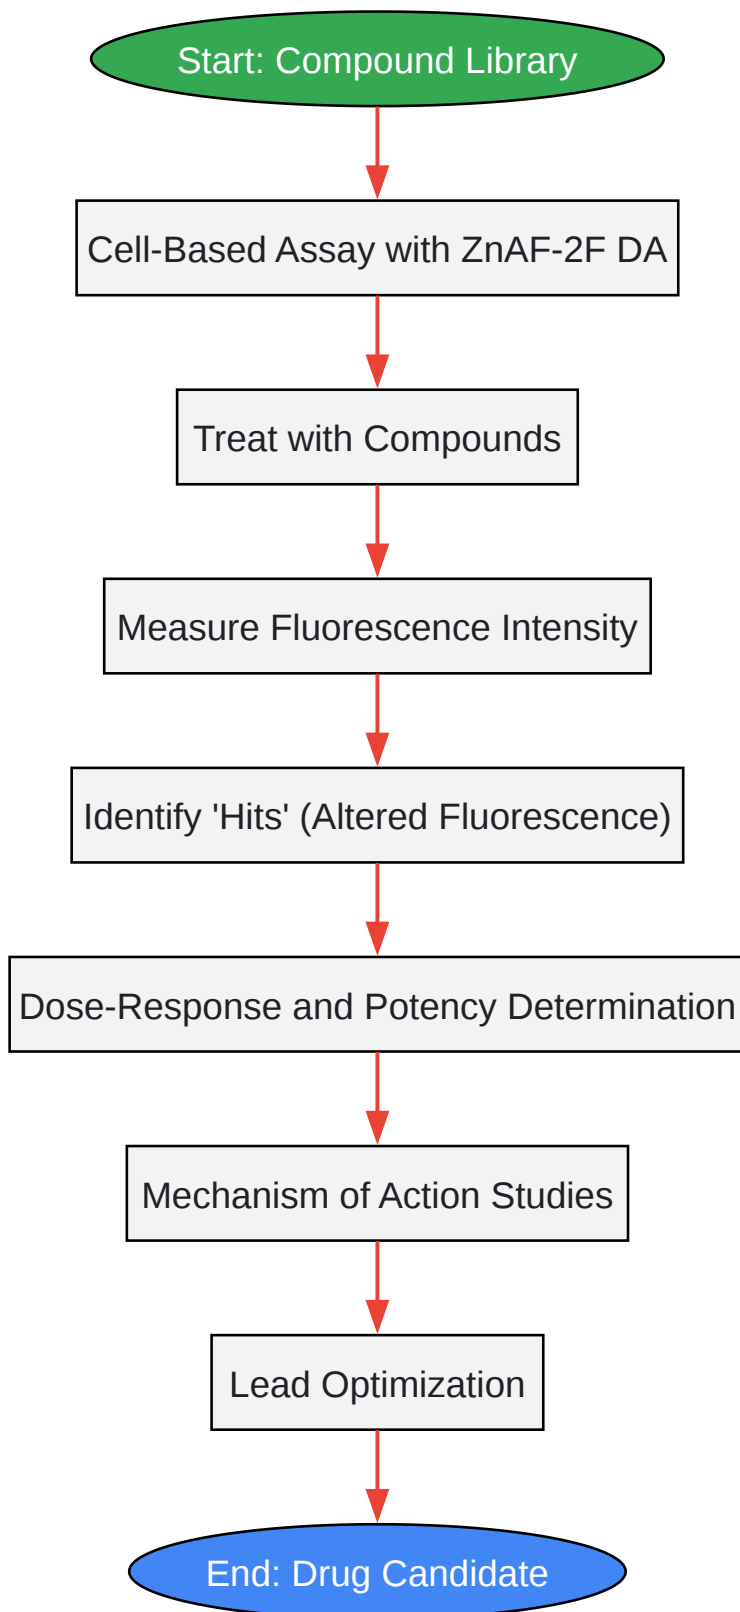 Start: Compound Library
Cell-Based Assay with ZnAF-2F DA
Treat with Compounds
Measure Fluorescence Intensity
Identify 'Hits' (Altered Fluorescence)
Dose-Response and Potency Determination
Mechanism of Action Studies
Lead Optimization
End: Drug Candidate